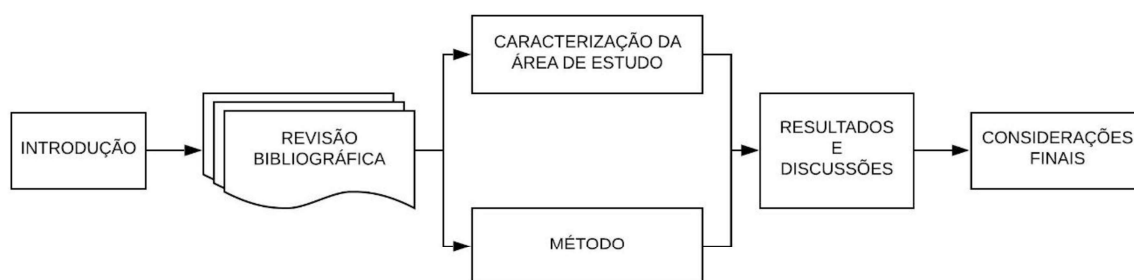 INTRODUÇÃO
REVISÃO
BIBLIOGRÁFICA
CARACTERIZAÇÃO DA
ÁREA DE ESTUDO
MÉTODO
RESULTADOS
E
DISCUSSÕES
CONSIDERAÇÕES
FINAIS